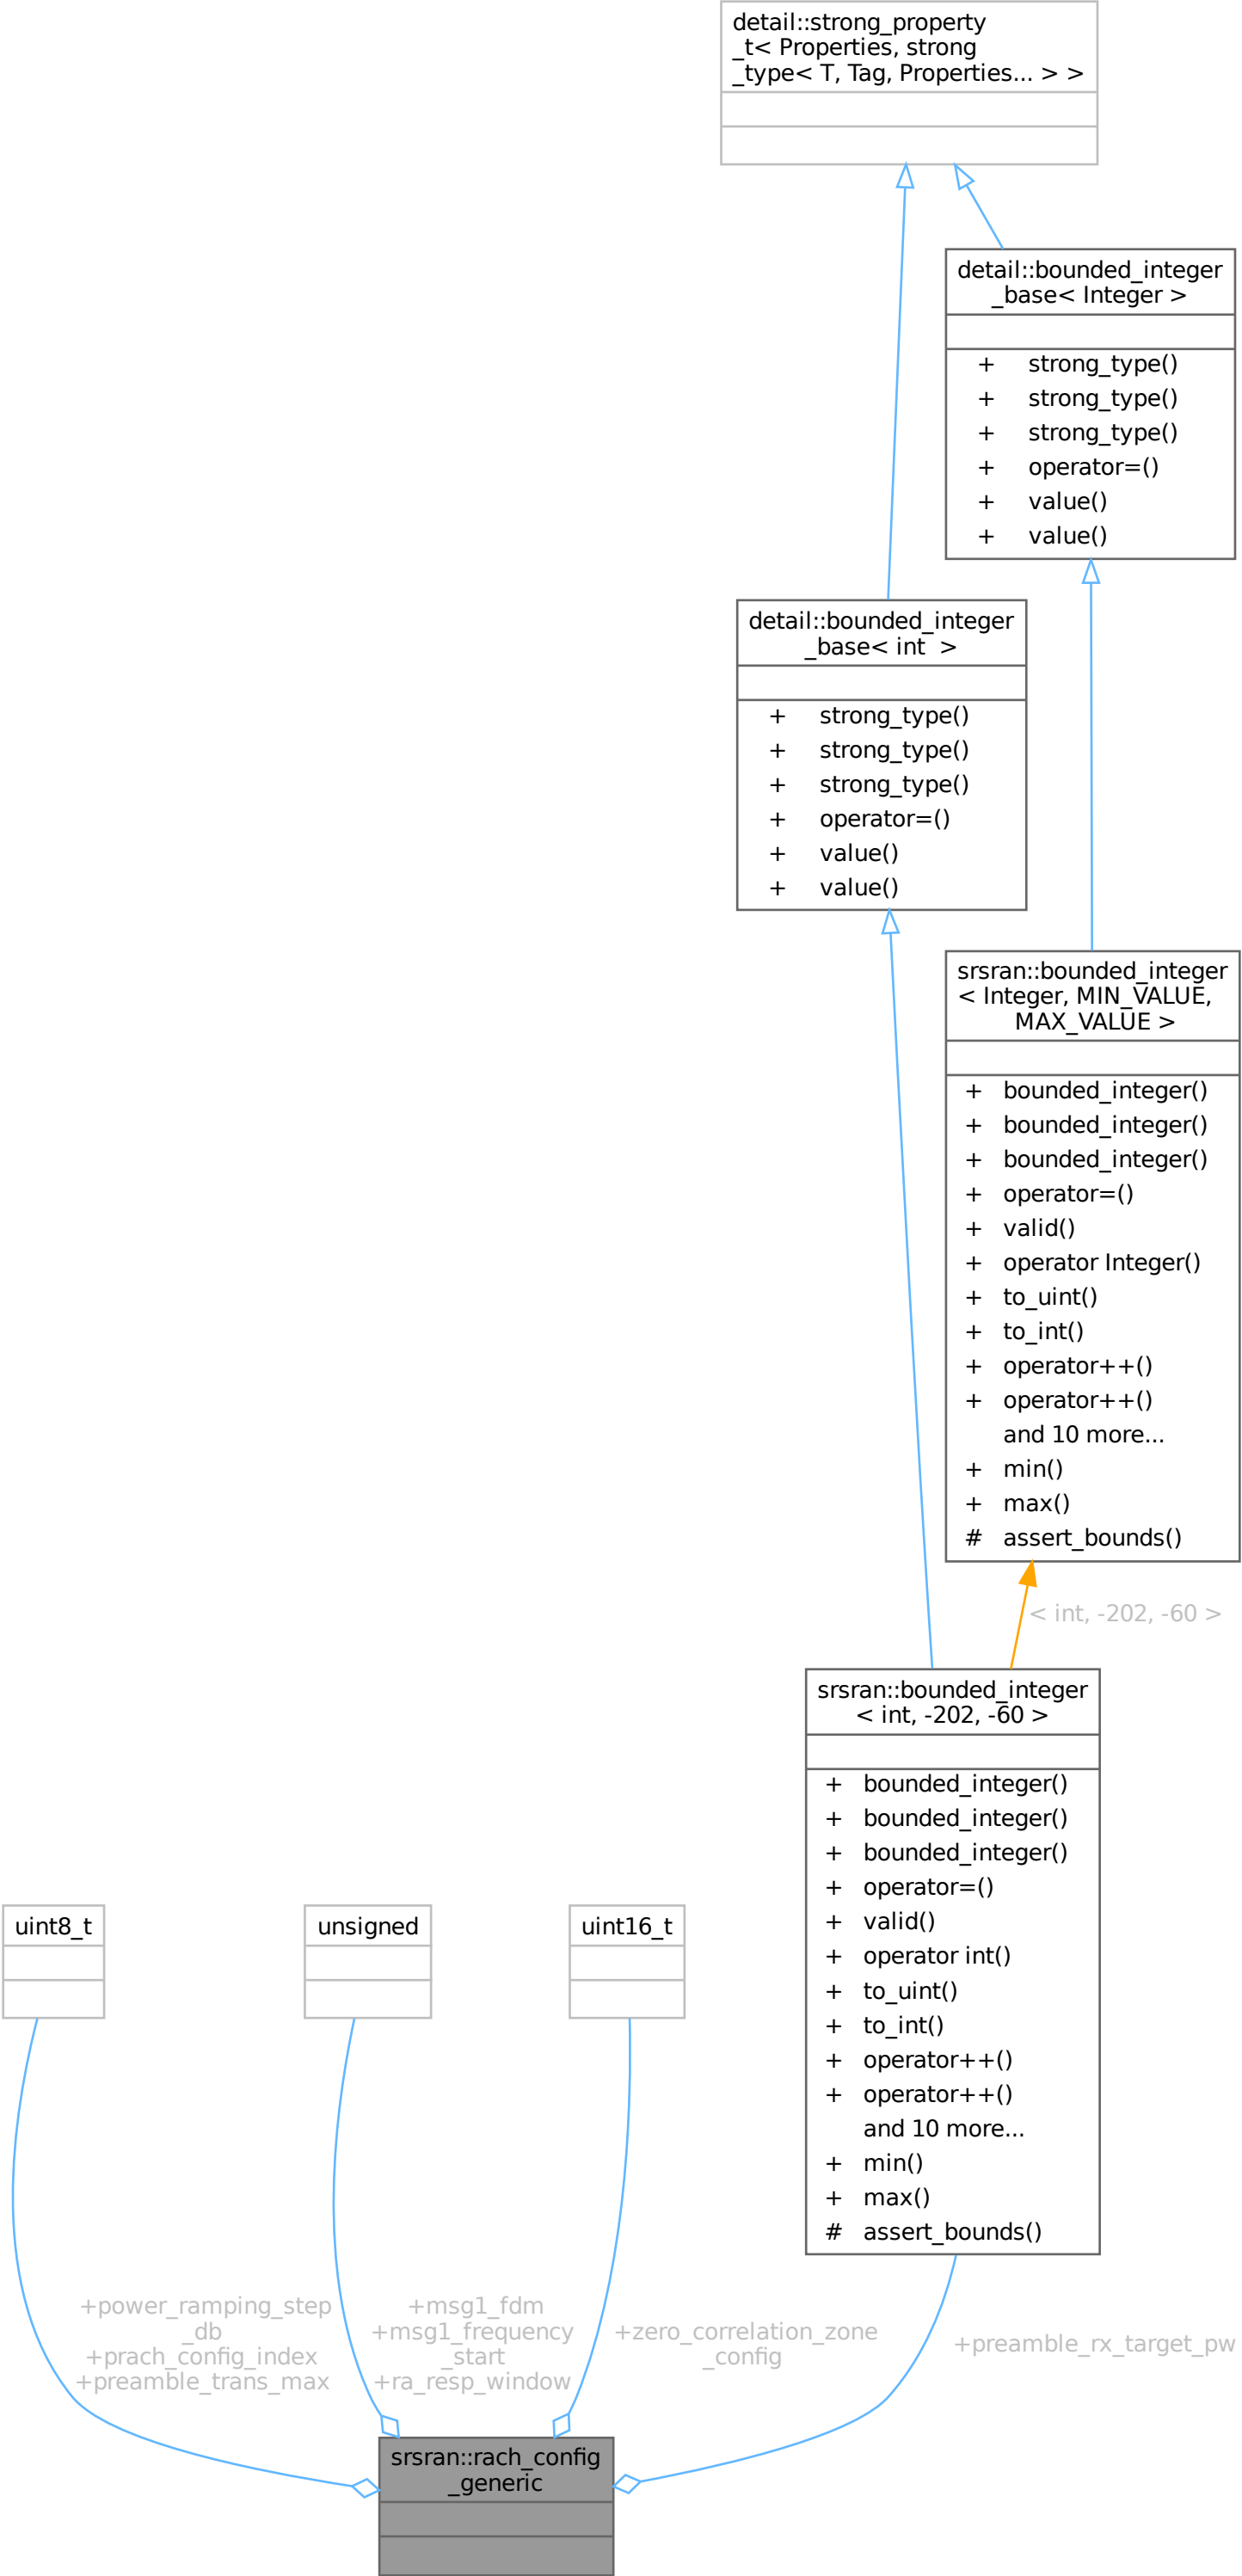 detail::strong_property
_t< Properties, strong
_type< T, Tag, Properties... > >
detail::bounded_integer
_base< Integer >
+ strong_type()
+ strong_type()
+ strong_type()
+ operator=()
+ value()
+ value()
detail::bounded_integer
_base< int  >
+ strong_type()
+ strong_type()
+ strong_type()
+ operator=()
+ value()
+ value()
srsran::bounded_integer
< Integer, MIN_VALUE,
MAX_VALUE >
+ bounded_integer()
+ bounded_integer()
+ bounded_integer()
+ operator=()
+ valid()
+ operator Integer()
+ to_uint()
+ to_int()
+ operator++()
+ operator++()
and 10 more...
+ min()
+ max()
# assert_bounds()
< int, -202, -60 >
srsran::bounded_integer
< int, -202, -60 >
+ bounded_integer()
+ bounded_integer()
+ bounded_integer()
+ operator=()
+ valid()
+ operator int()
+ to_uint()
+ to_int()
+ operator++()
+ operator++()
and 10 more...
+ min()
+ max()
# assert_bounds()
uint8_t
unsigned
uint16_t
+power_ramping_step
_db
+prach_config_index
+preamble_trans_max
+msg1_fdm
+msg1_frequency
_start
+ra_resp_window
+zero_correlation_zone
_config
+preamble_rx_target_pw
srsran::rach_config
_generic